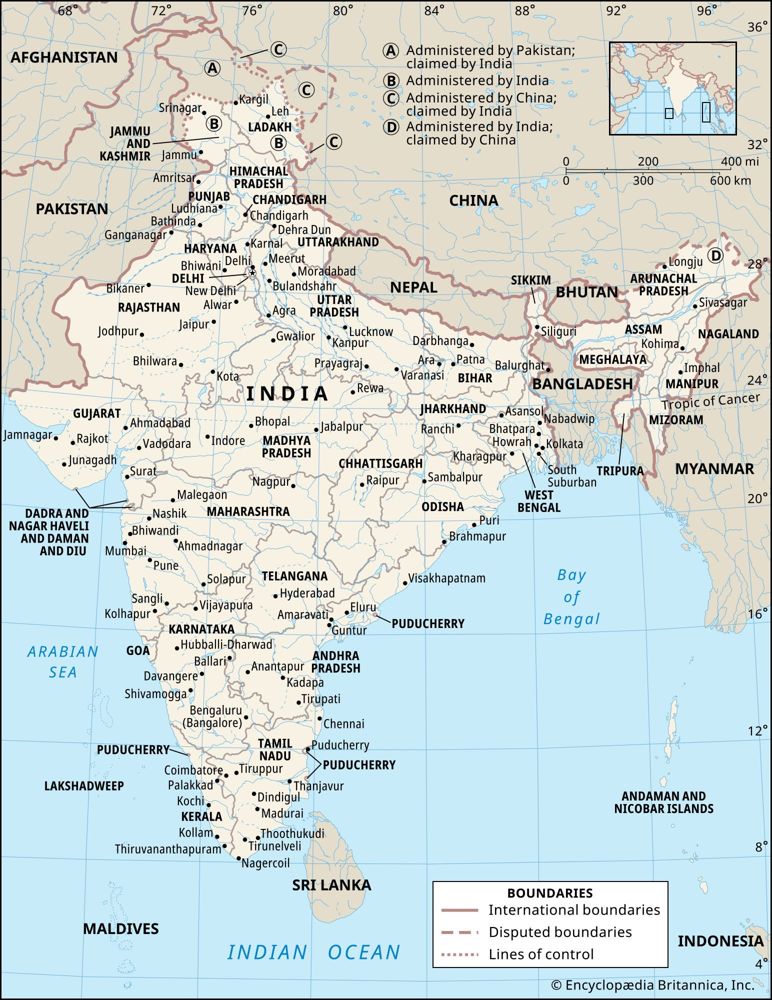 68°
72°
76°
80°
84°
88°
92°
96°
36°
AFGHANISTAN
A
C
C
A Administered by Pakistan;
claimed by India
B Administered by India
C Administered by China;
claimed by India
D Administered by India;
claimed by China
Kargil
Srinagar
Leh
B
LADAKH
B
C
JAMMU
AND
KASHMIR
Jammu
32°
0 200 400 mi
0 300 600 km
HIMACHAL
PRADESH
Amritsar
PUNJAB
CHANDIGARH
Ludhiana
Chandigarh
PAKISTAN
CHINA
Bathinda
Dehra Dun
Ganganagar
UTTARAKHAND
HARYANA
Karnal
Meerut
Delhi
Bhiwani
DELHI
Moradabad
New Delhi
Bulandshahr
D
Longju
28°
ARUNACHAL
PRADESH
SIKKIM
BHUTAN
NEPAL
Bikaner
RAJASTHAN
Alwar
UTTAR
PRADESH
Agra
Sivasagar
Jaipur
Jodhpur
Lucknow
Gwalior
Kanpur
Siliguri
ASSAM
NAGALAND
Darbhanga
Kohima
Bhilwara
Kota
Prayagraj
Ara
Patna
Varanasi
BIHAR
Balurghat
MEGHALAYA
Imphal
BANGLADESH
MANIPUR
24°
INDIA
Rewa
Tropic of Cancer
GUJARAT
Ahmadabad
Bhopal
Jabalpur
JHARKHAND
Asansol
Nabadwip
MIZORAM
Ranchi
Bhatpara
Jamnagar
Rajkot
Vadodara
Indore
MADHYA
PRADESH
Howrah
Kolkata
Junagadh
Kharagpur
CHHATTISGARH
South
Suburban
TRIPURA
MYANMAR
Surat
Nagpur
Raipur
Sambalpur
WEST
BENGAL
20°
Malegaon
DADRA AND
NAGAR HAVELI
AND DAMAN
AND DIU
Nashik
MAHARASHTRA
ODISHA
Puri
Bhiwandi
Brahmapur
Mumbai
Ahmadnagar
Pune
TELANGANA
Solapur
Visakhapatnam
Bay
of
Bengal
Hyderabad
Sangli
Vijayapura
Kolhapur
Eluru
Amaravati
PUDUCHERRY
Guntur
16°
KARNATAKA
GOA
Hubballi-Dharwad
ARABIAN
SEA
Ballari
Anantapur
ANDHRA
PRADESH
Davangere
Kadapa
Shivamogga
Tirupati
Bengaluru
(Bangalore)
Chennai
12°
TAMIL
NADU
PUDUCHERRY
Puducherry
PUDUCHERRY
Coimbatore
Tiruppur
Palakkad
Thanjavur
LAKSHADWEEP
Kochi
Dindigul
Madurai
KERALA
ANDAMAN AND
NICOBAR ISLANDS
Kollam
Thoothukudi
Thiruvananthapuram
Tirunelveli
Nagercoil
8°
SRI LANKA
MALDIVES
INDIAN OCEAN
BOUNDARIES
International boundaries
Disputed boundaries
Lines of control
INDONESIA
4°
© Encyclopædia Britannica, Inc.